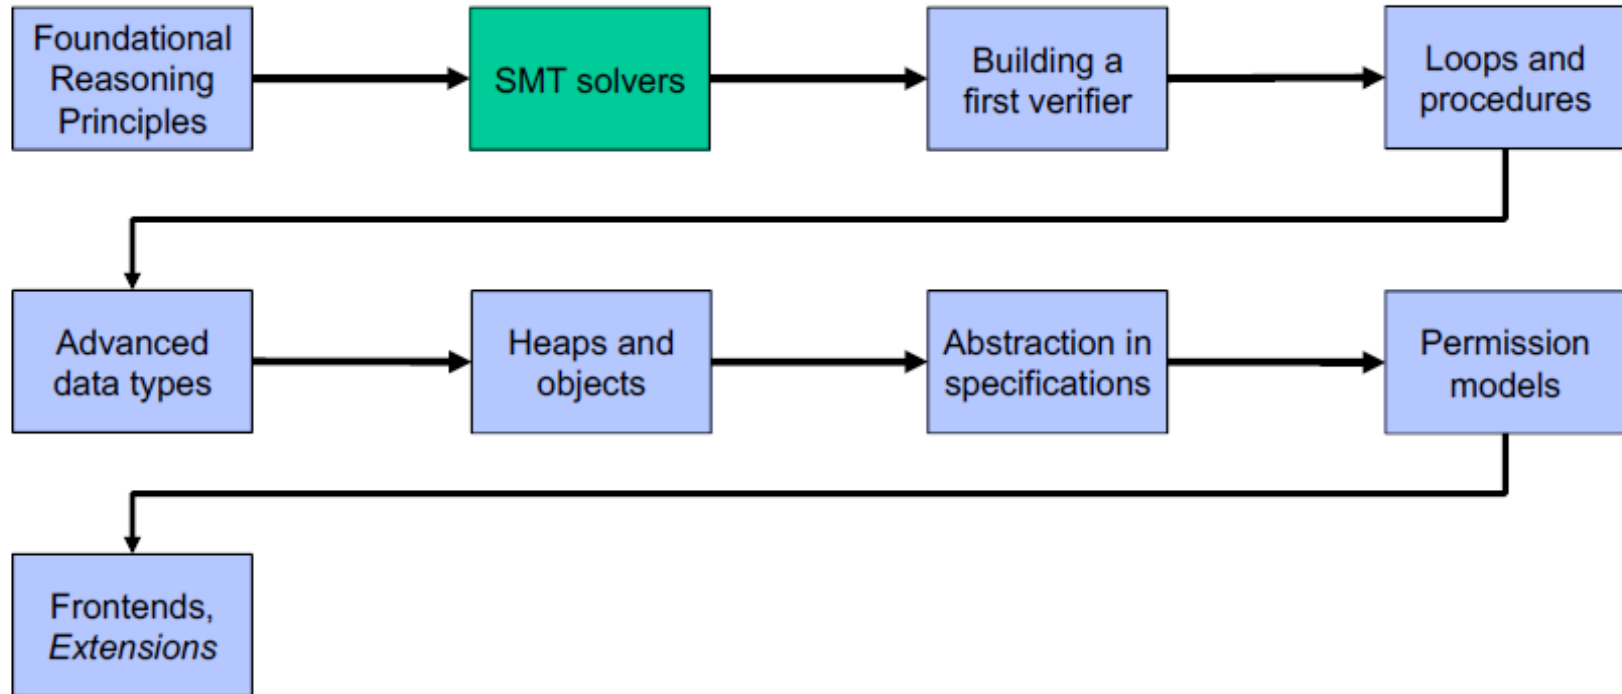 Foundational
Reasoning
Principles
SMT solvers
Building a
first verifier
Loops and
procedures
Advanced
data types
Heaps and
objects
Abstraction in
specifications
Permission
models
Frontends,
Extensions